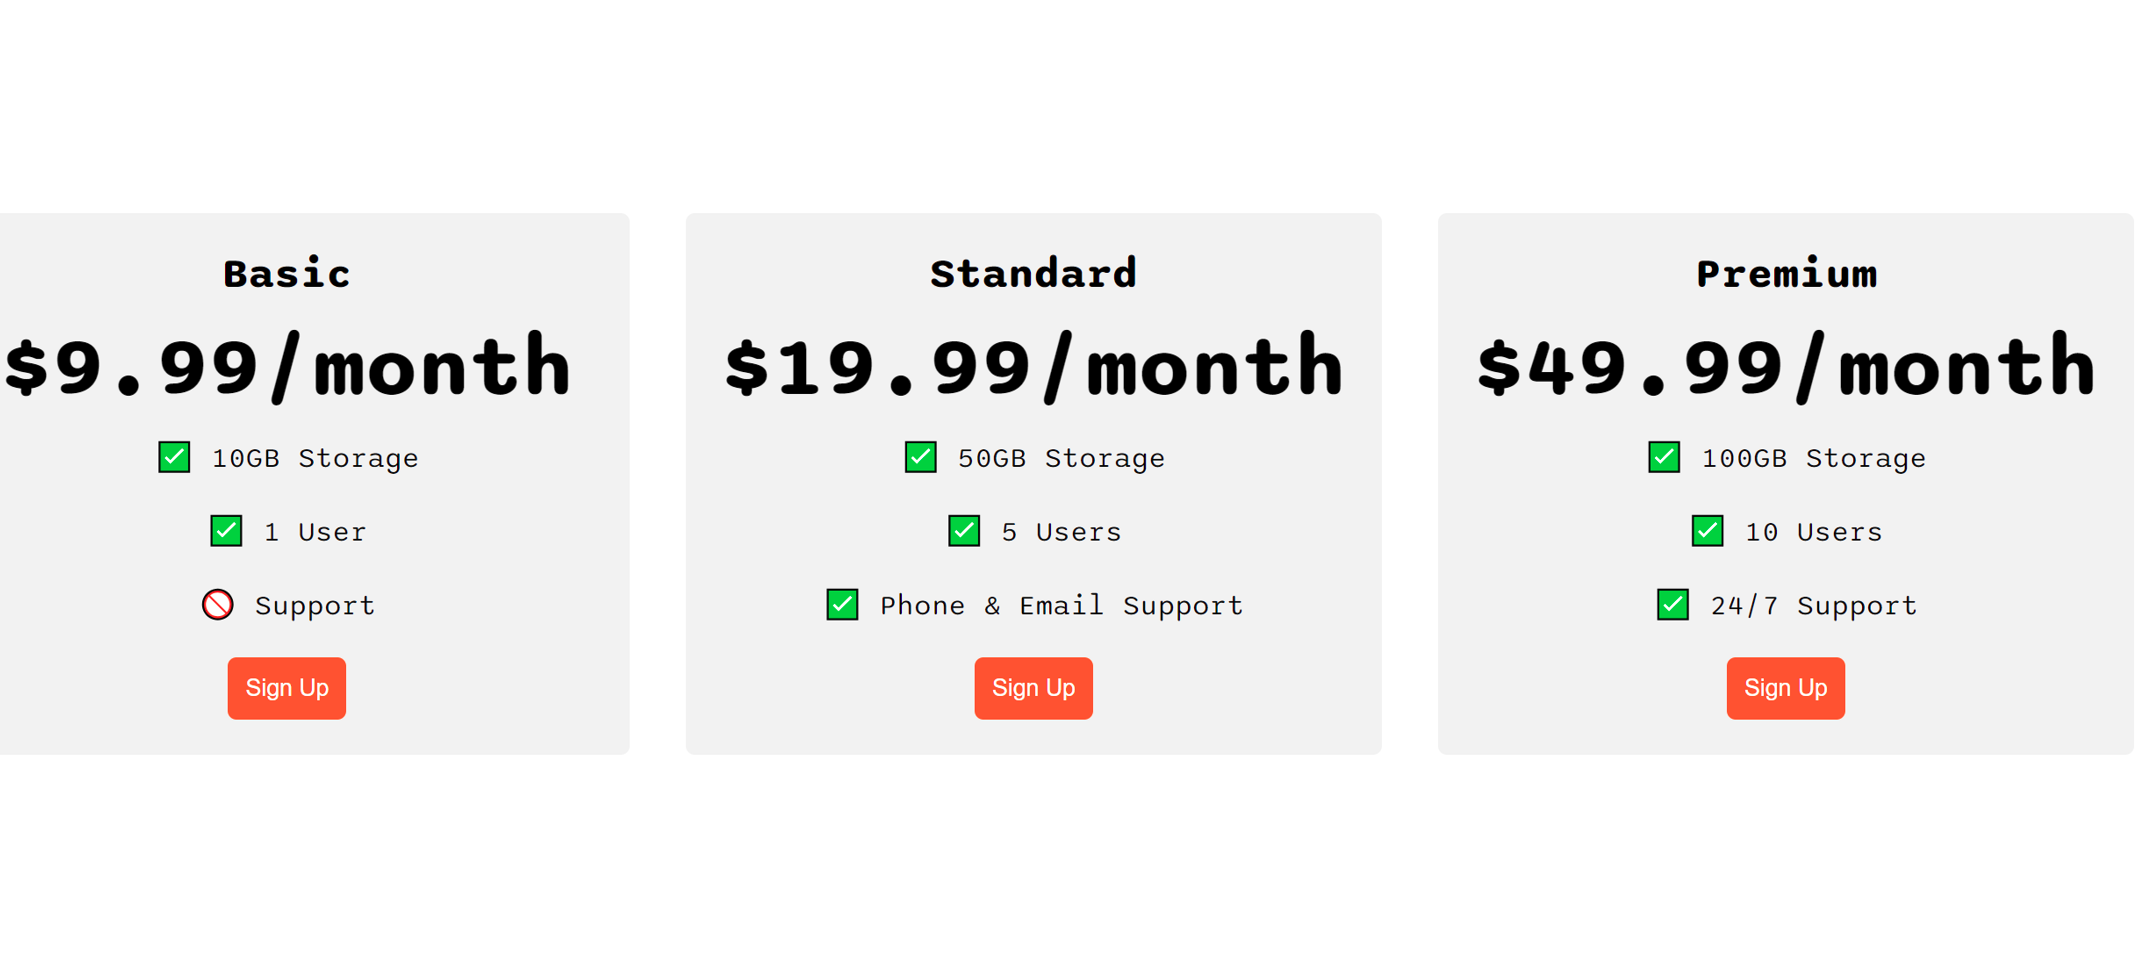 Basic
$9.99/month
10GB Storage
1 User
Support
Sign Up
Standard
$19.99/month
50GB Storage
5 Users
Phone & Email Support
Sign Up
Premium
$49.99/month
100GB Storage
10 Users
24/7 Support
Sign Up